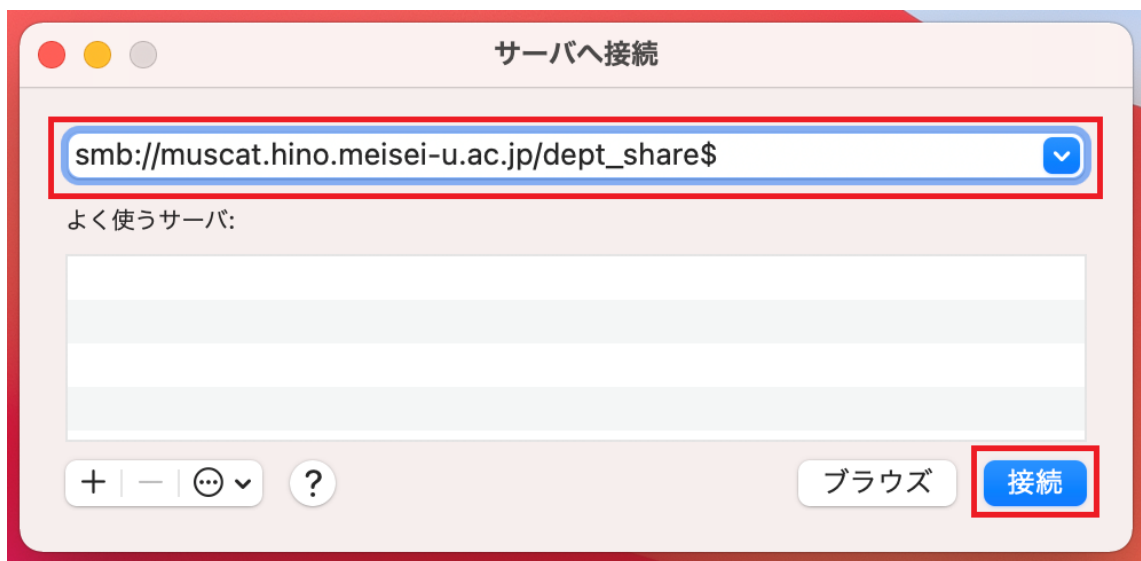 サーバへ接続
smb://muscat.hino.meisei-u.ac.jp/dept_share$
よく使うサーバ:
? ブラウズ 接続